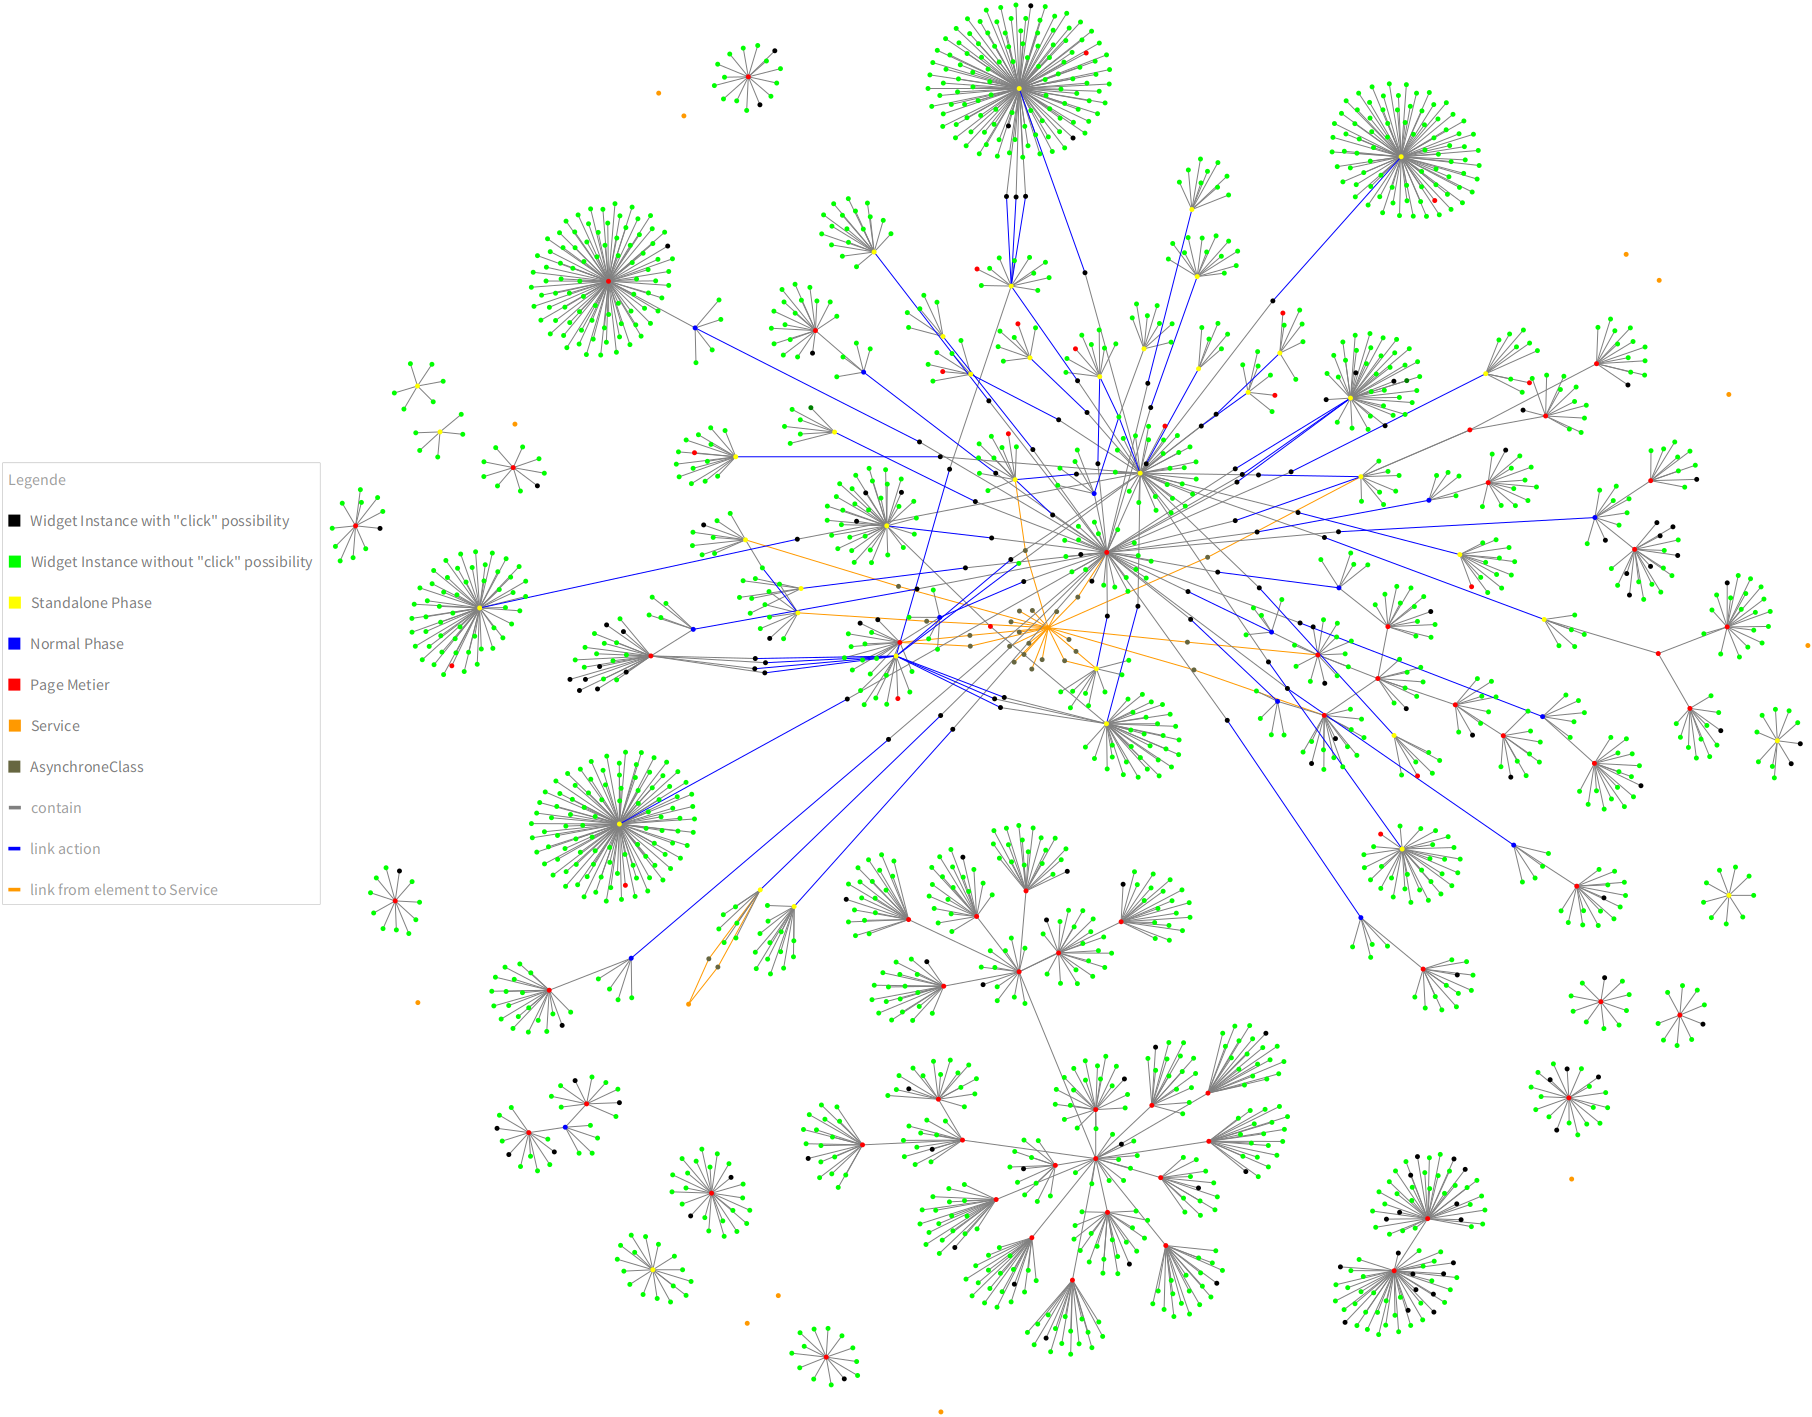 Legende
Widget Instance with "click" possibility
Widget Instance without "click" possibility
Standalone Phase
Normal Phase
Page Metier
Service
AsynchroneClass
contain
link action
link from element to Service